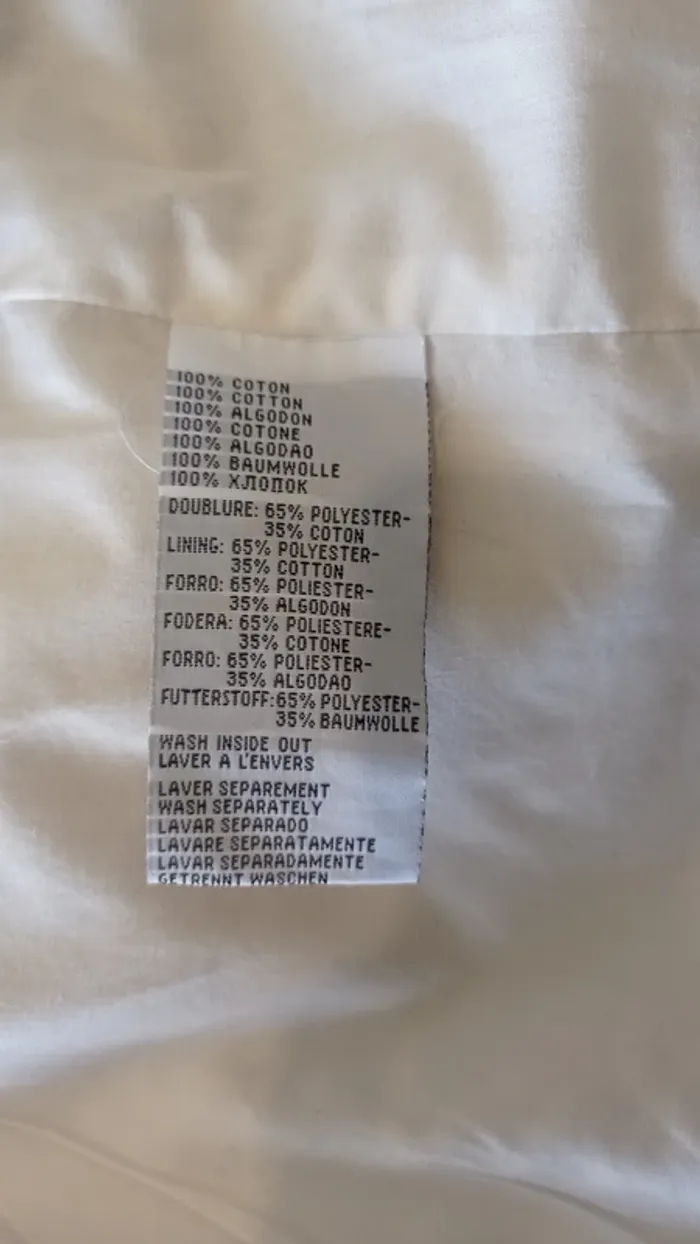 100% COTON
100% COTTON
100% ALGODON
100% COTONE
100% ALGODAO
100% BAUMWOLLE
100% ХЛОПОК
DOUBLURE: 65% POLYESTER-
35% COTON
LINING: 65% POLYESTER-
35% COTTON
FORRO: 65% POLIESTER-
35% ALGODON
FODERA: 65% POLIESTERE-
35% COTONE
FORRO: 65% POLIESTER-
35% ALGODAO
FUTTERSTOFF:65% POLYESTER-
35% BAUMWOLLE
WASH INSIDE OUT
LAVER A L'ENVERS
LAVER SEPAREMENT
WASH SEPARATELY
LAVAR SEPARADO
LAVARE SEPARATAMENTE
LAVAR SEPARADAMENTE
GETRENNT WASCHEN